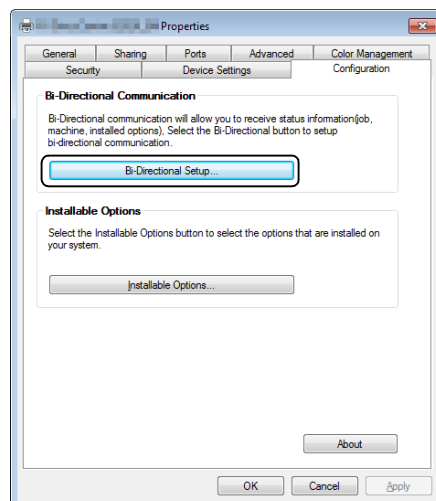 Properties
General Sharing Ports Advanced Color Management
Security Device Settings Configuration
Bi-Directional Communication
Bi-Directional communication will allow you to receive status information(job,
machine, installed options), Select the Bi-Directional button to setup
bi-directional communication.
Bi-Directional Setup...
Installable Options
Select the Installable Options button to select the options that are installed on
your system.
Installable Options...
About
OK Cancel Apply